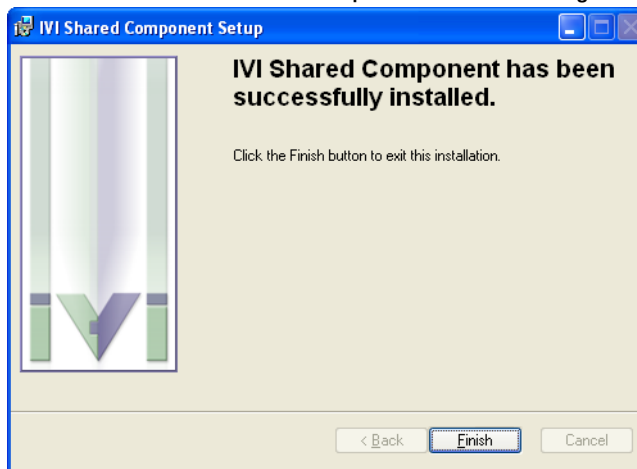 IVI Shared Component Setup
IVI Shared Component has been
successfully installed.
Click the Finish button to exit this installation.
ivi
< Back
Finish
Cancel